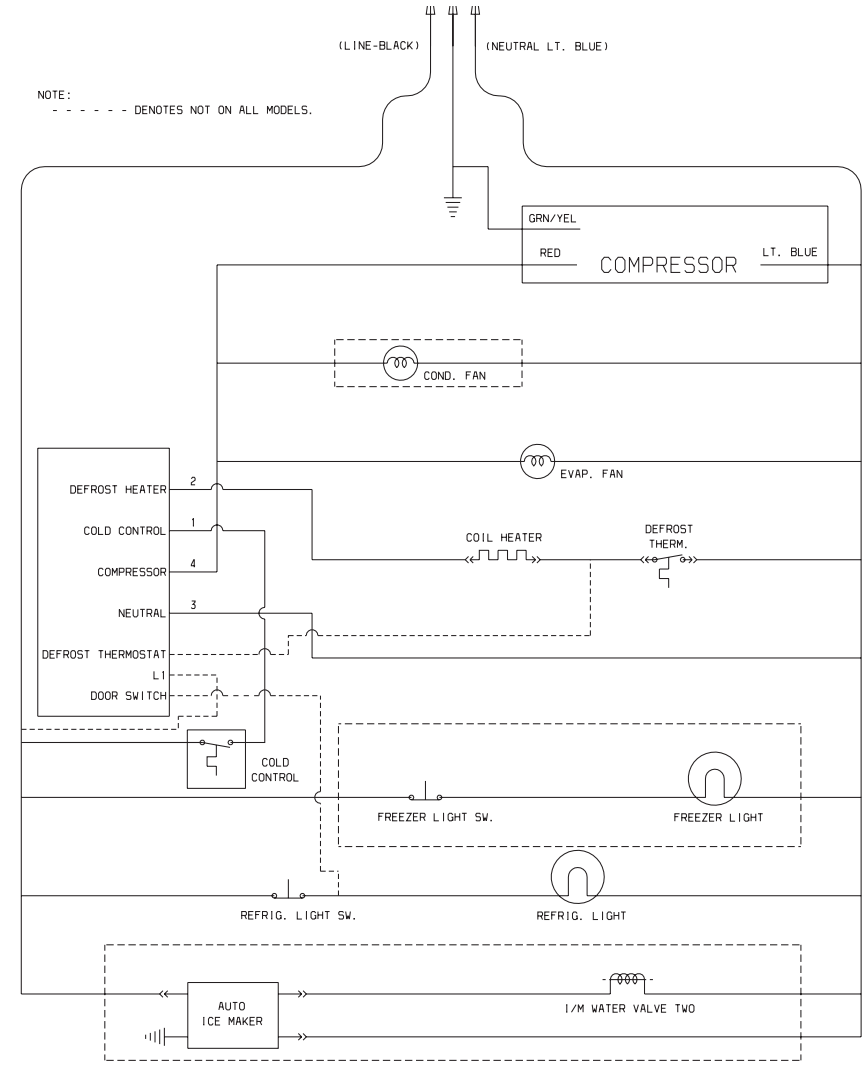 (LINE-BLACK)
(NEUTRAL LT. BLUE)
NOTE:
- - - - - - DENOTES NOT ON ALL MODELS.
GRN/YEL
RED
COMPRESSOR
LT. BLUE
COND. FAN
EVAP. FAN
DEFROST HEATER
2
COLD CONTROL
1
COMPRESSOR
4
NEUTRAL
3
DEFROST THERMOSTAT
L1
DOOR SWITCH
COIL HEATER
DEFROST
THERM.
COLD
CONTROL
FREEZER LIGHT SW.
FREEZER LIGHT
REFRIG. LIGHT SW.
REFRIG. LIGHT
AUTO
ICE MAKER
I/M WATER VALVE TWO